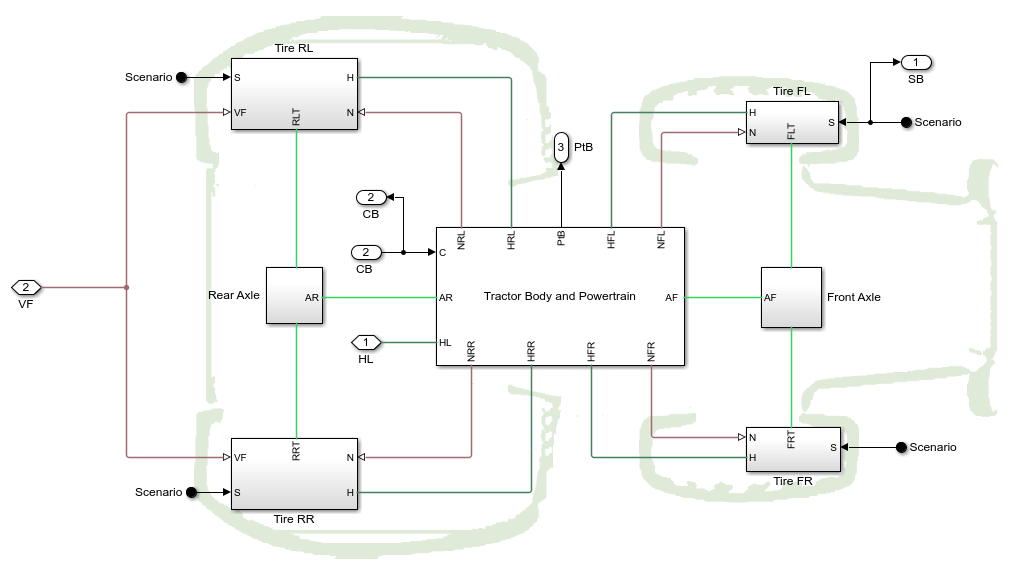 Tire RL
Scenario
S
H
VF
N
RLT
1
SB
Tire FL
H
N
S
FLT
Scenario
3
PtB
2
CB
2
CB
C
NRL
HRL
PtB
HFL
NFL
2
VF
Rear Axle
AR
AR
Tractor Body and Powertrain
AF
AF
Front Axle
1
HL
HL
NRR
HRR
HFR
NFR
VF
RRT
N
Scenario
S
H
Tire RR
N
FRT
S
H
Scenario
Tire FR